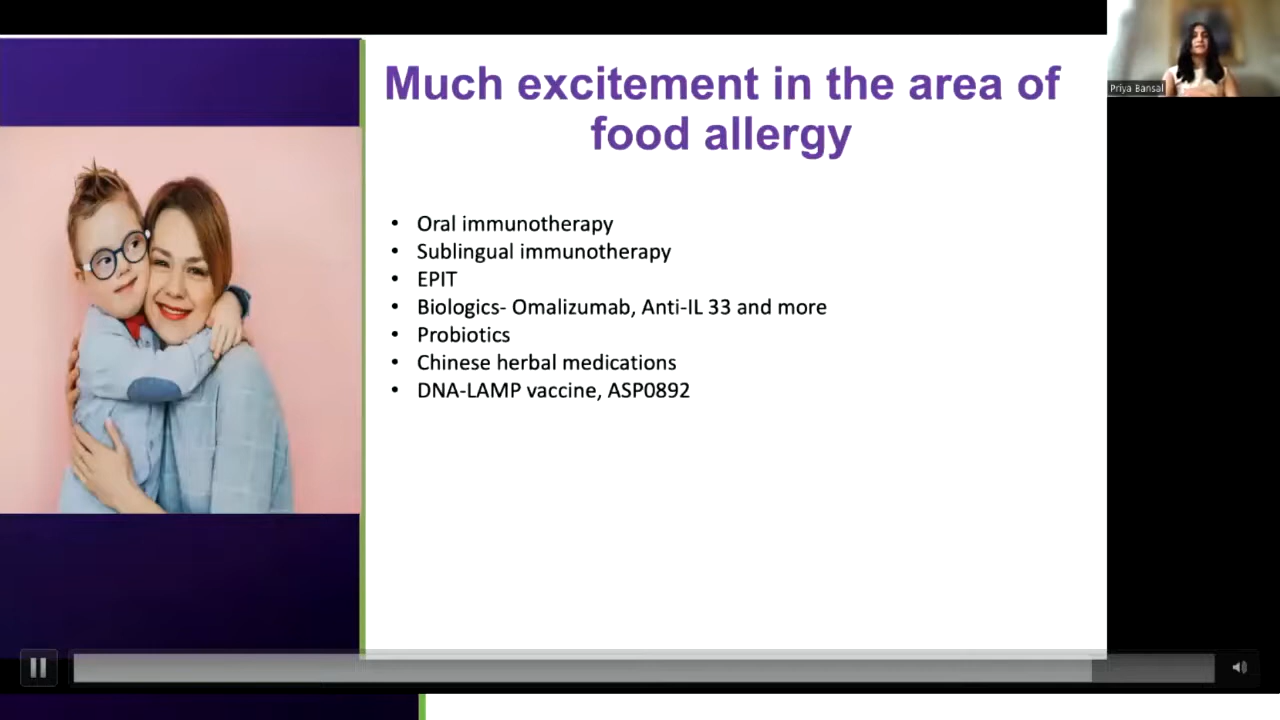 Much excitement in the area of
food allergy
Priya Bansal
• Oral immunotherapy
• Sublingual immunotherapy
• EPIT
• Biologics- Omalizumab, Anti-IL 33 and more
• Probiotics
• Chinese herbal medications
• DNA-LAMP vaccine, ASP0892